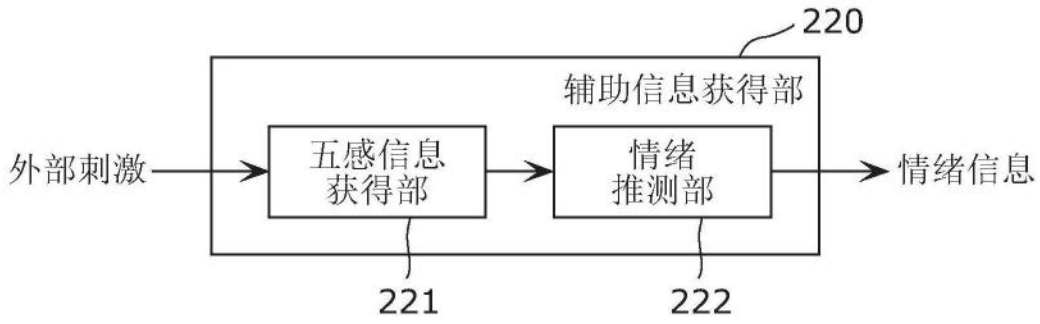 220
辅助信息获得部
外部刺激
五感信息
获得部
情绪
推测部
情绪信息
221
222